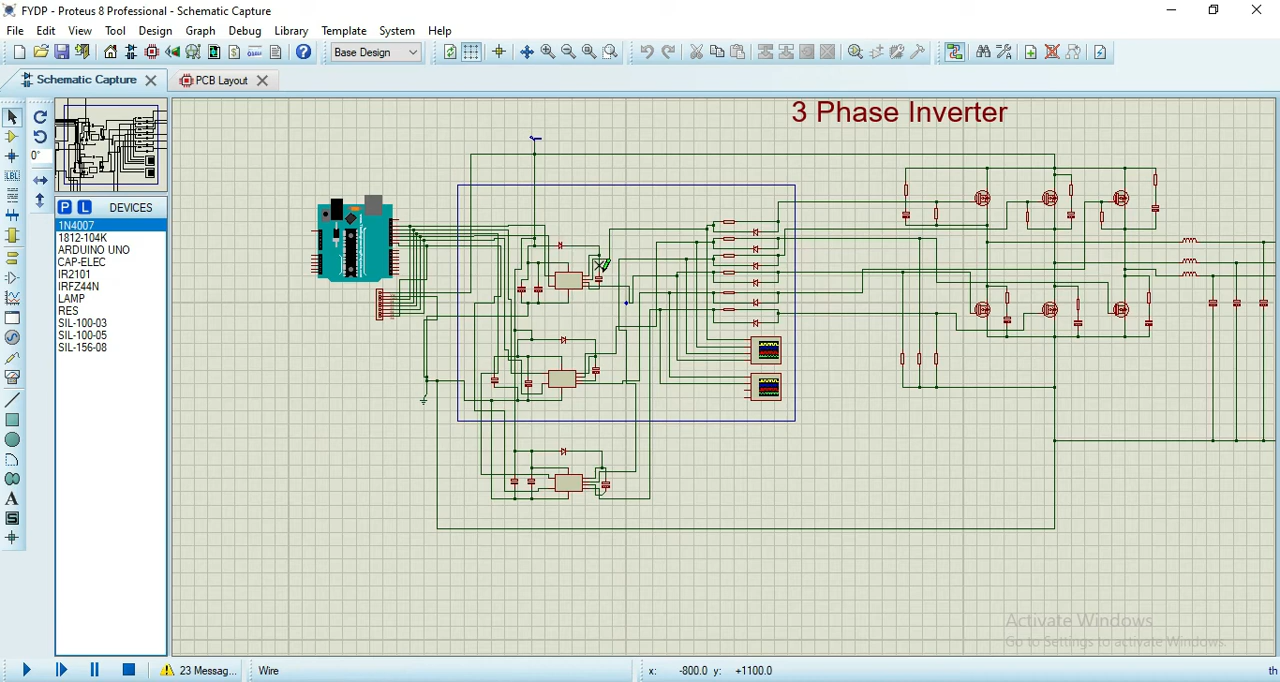 FYDP - Proteus 8 Professional - Schematic Capture
File Edit View Tool Design Graph Debug Library Template System Help
Base Design
Schematic Capture
PCB Layout
3 Phase Inverter
0°
LBL
P L DEVICES
1N4007
1812-104K
ARDUINO UNO
CAP-ELEC
IR2101
IRFZ44N
LAMP
RES
SIL-100-03
SIL-100-05
SIL-156-08
A
S
Activate Windows
Go to Settings to activate Windows.
23 Messag...
Wire
x: -800.0 y: +1100.0
th